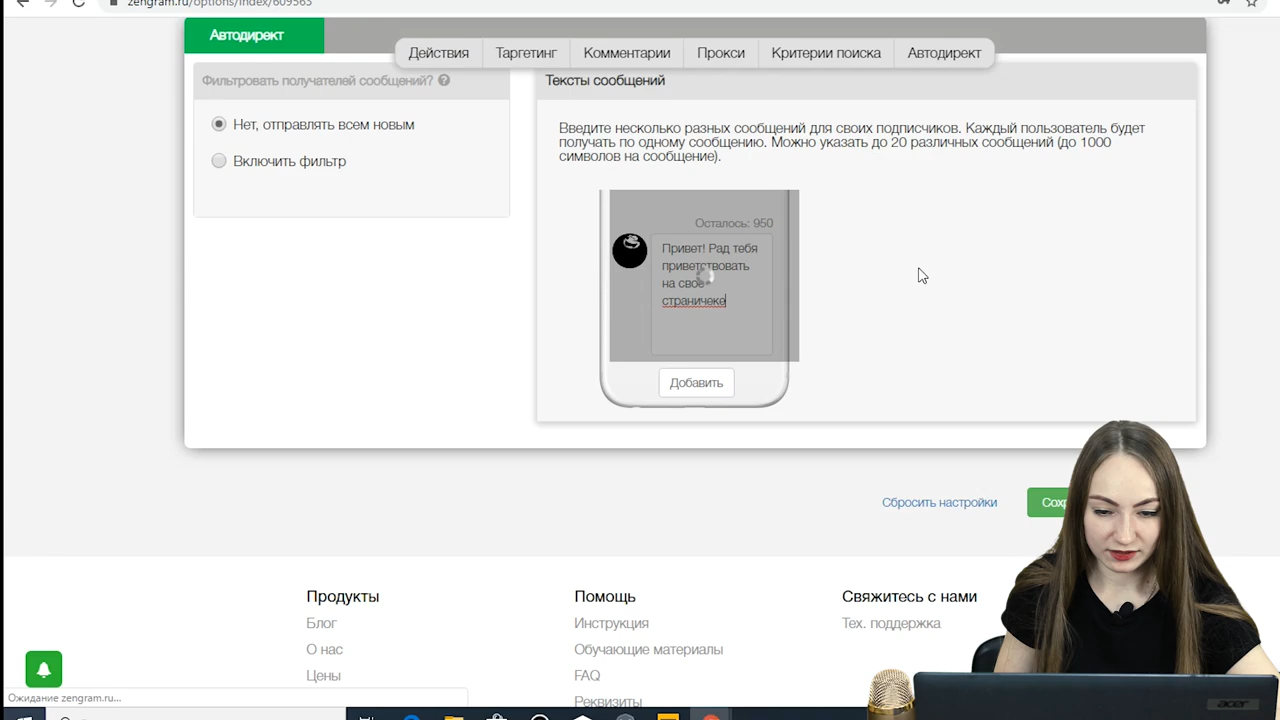 zengram.ru/options/index/609563
Автодирект
Действия
Таргетинг
Комментарии
Прокси
Критерии поиска
Автодирект
Фильтровать получателей сообщений?
Нет, отправлять всем новым
Включить фильтр
Тексты сообщений
Введите несколько разных сообщений для своих подписчиков. Каждый пользователь будет
получать по одному сообщению. Можно указать до 20 различных сообщений (до 1000
символов на сообщение).
Осталось: 950
Привет! Рад тебя
приветствовать
на свое
страничеке
Добавить
Сбросить настройки
Сох
Продукты
Блог
О нас
Цены
Помощь
Инструкция
Обучающие материалы
FAQ
Реквизиты
Свяжитесь с нами
Тех. поддержка
Ожидание zengram.ru...
acer